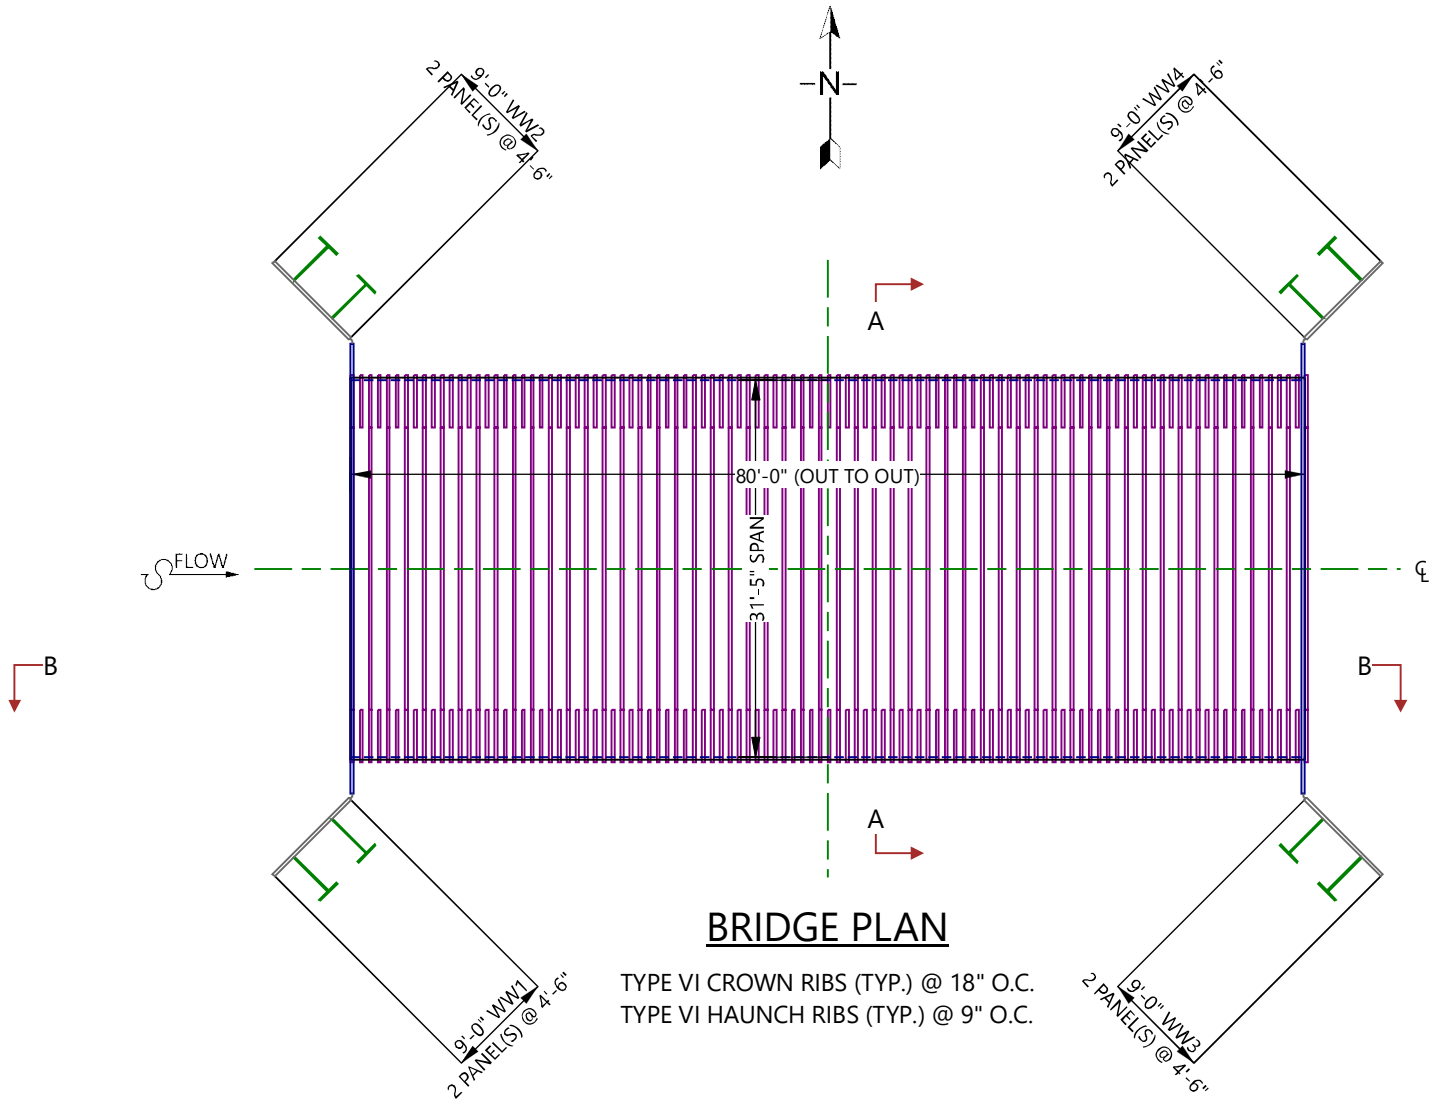 N
9'-0" WW2
2 PANEL(S) @ 4'-6"
9'-0" WW4
2 PANEL(S) @ 4'-6"
A
80'-0" (OUT TO OUT)
31'-5" SPAN
FLOW
℄
B
B
A
9'-0" WW1
2 PANEL(S) @ 4'-6"
9'-0" WW3
2 PANEL(S) @ 4'-6"
BRIDGE PLAN
TYPE VI CROWN RIBS (TYP.) @ 18" O.C.
TYPE VI HAUNCH RIBS (TYP.) @ 9" O.C.